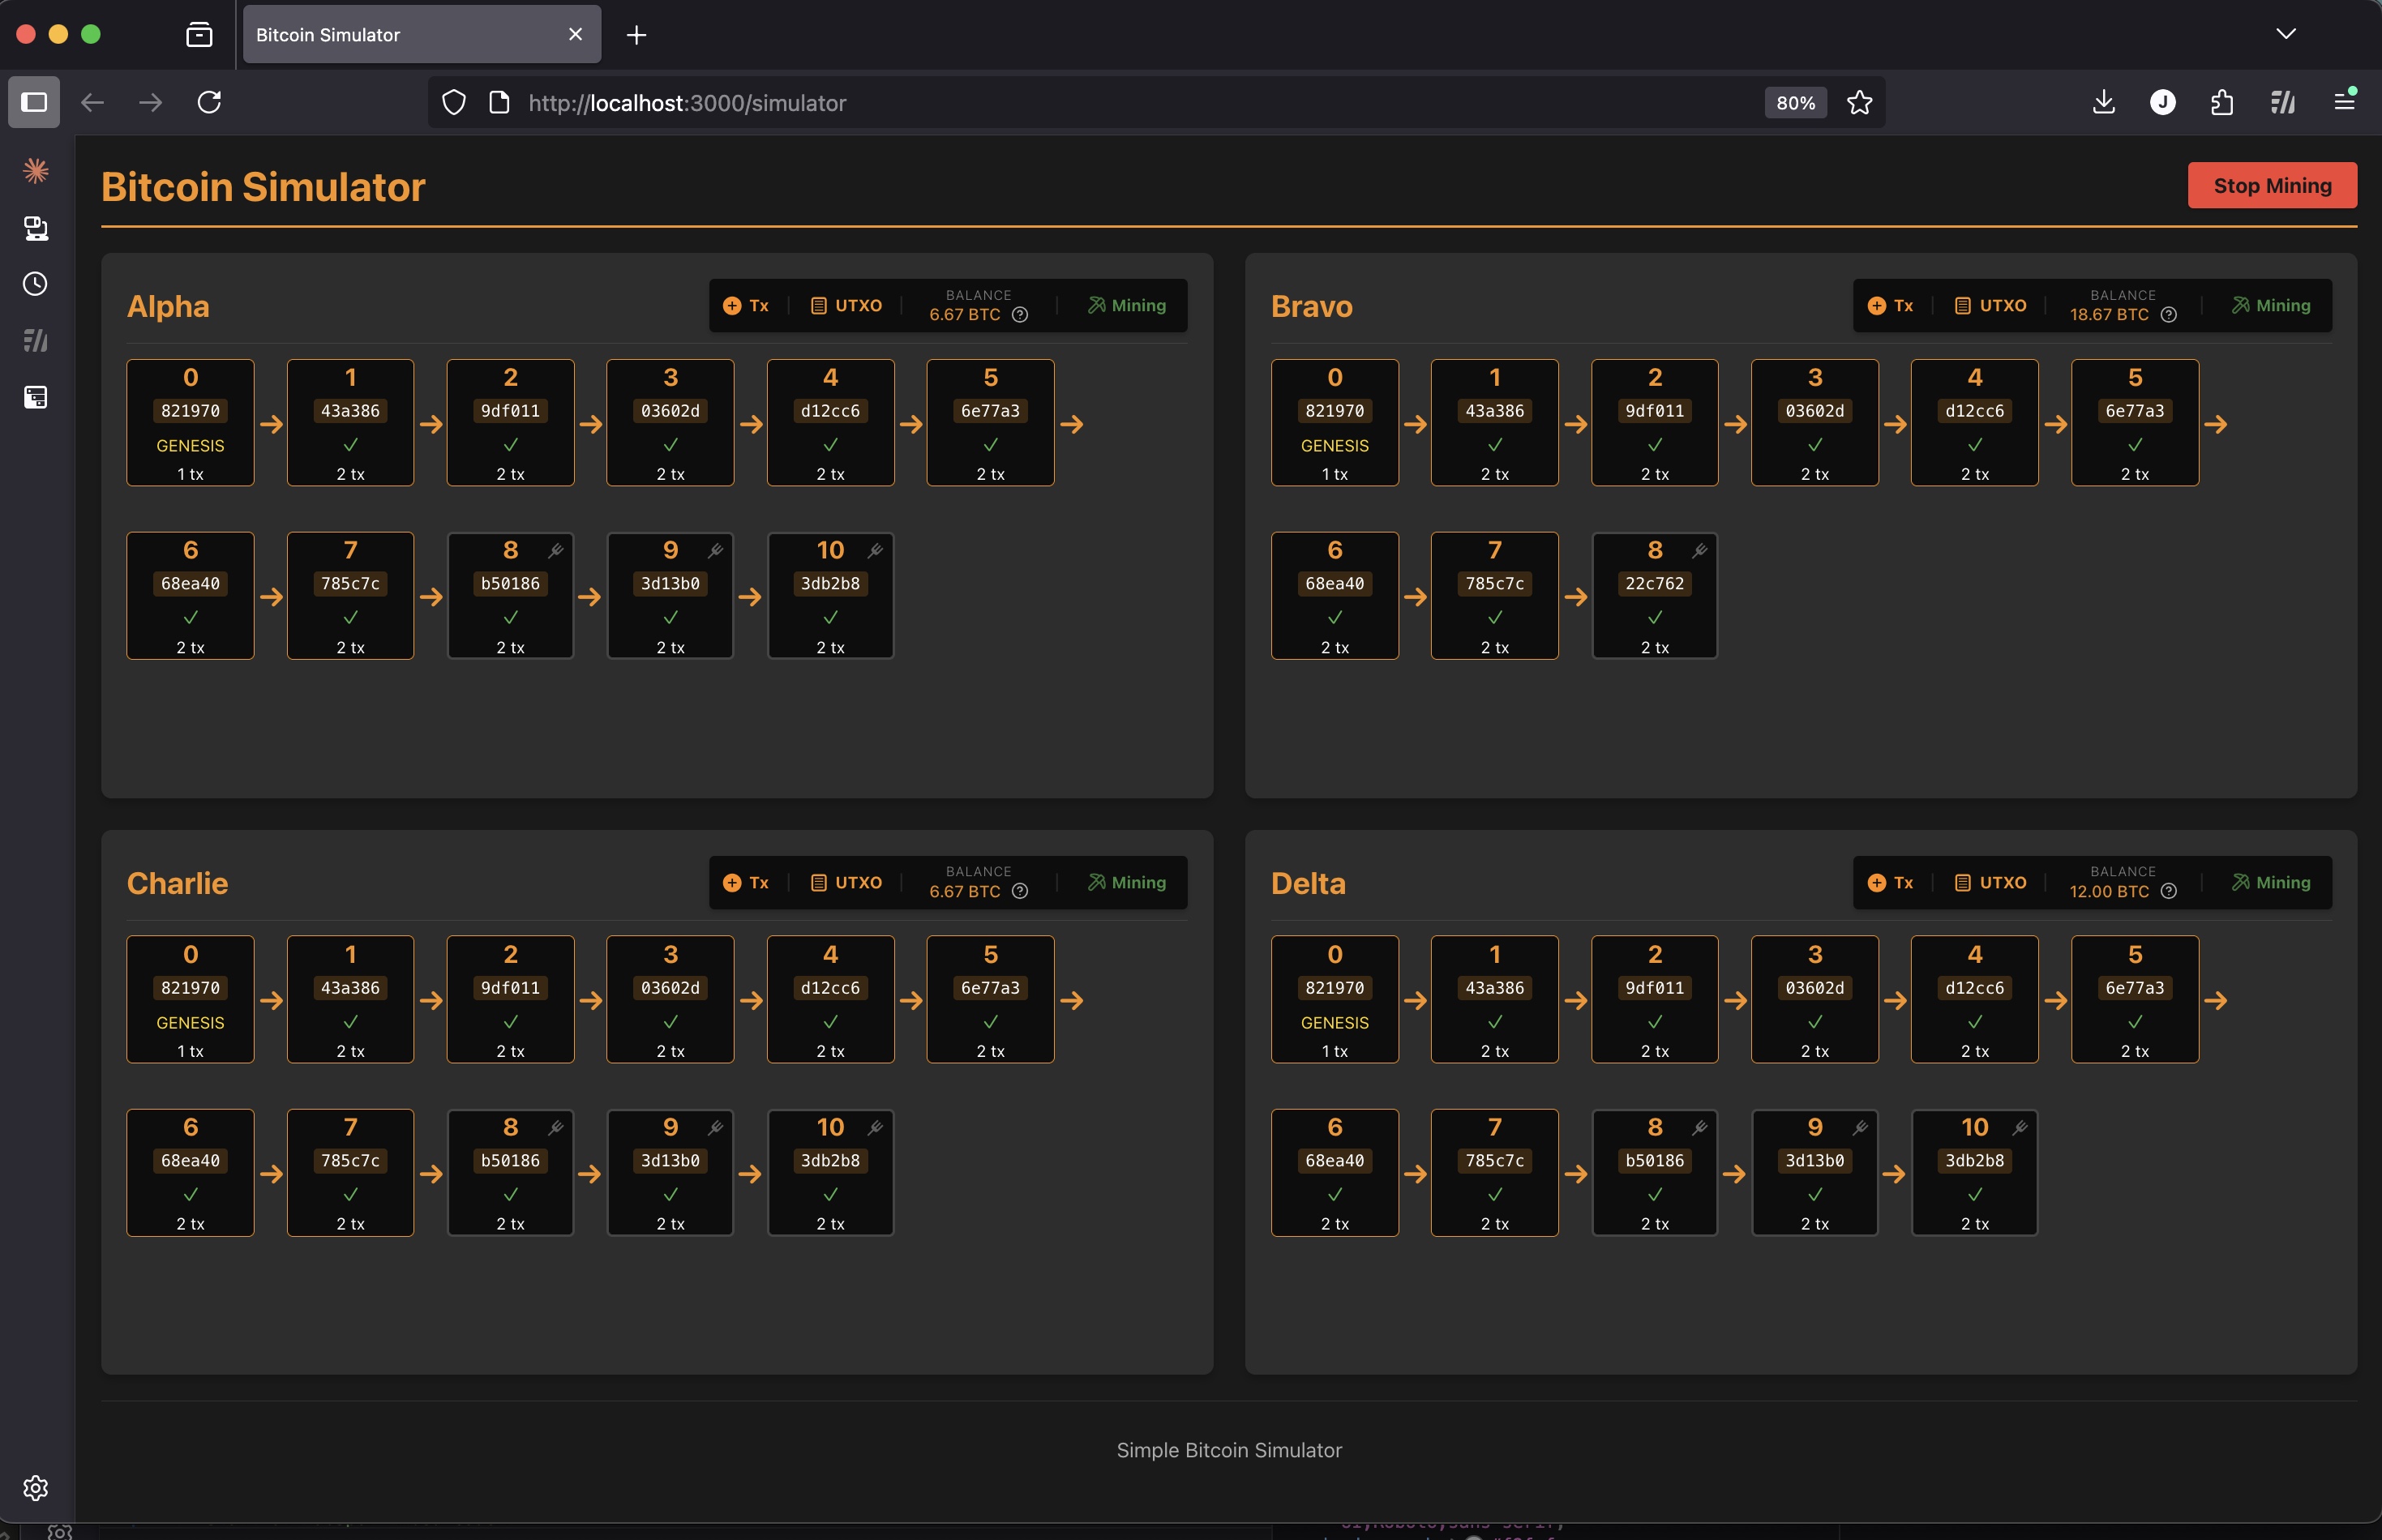 Bitcoin Simulator
http://localhost:3000/simulator
80%
J
Bitcoin Simulator
Stop Mining
Alpha
Tx
UTXO
BALANCE
6.67 BTC
Mining
0
821970
GENESIS
1 tx
1
43a386
2 tx
2
9df011
2 tx
3
03602d
2 tx
4
d12cc6
2 tx
5
6e77a3
2 tx
6
68ea40
2 tx
7
785c7c
2 tx
8
b50186
2 tx
9
3d13b0
2 tx
10
3db2b8
2 tx
Bravo
Tx
UTXO
BALANCE
18.67 BTC
Mining
0
821970
GENESIS
1 tx
1
43a386
2 tx
2
9df011
2 tx
3
03602d
2 tx
4
d12cc6
2 tx
5
6e77a3
2 tx
6
68ea40
2 tx
7
785c7c
2 tx
8
22c762
2 tx
Charlie
Tx
UTXO
BALANCE
6.67 BTC
Mining
0
821970
GENESIS
1 tx
1
43a386
2 tx
2
9df011
2 tx
3
03602d
2 tx
4
d12cc6
2 tx
5
6e77a3
2 tx
6
68ea40
2 tx
7
785c7c
2 tx
8
b50186
2 tx
9
3d13b0
2 tx
10
3db2b8
2 tx
Delta
Tx
UTXO
BALANCE
12.00 BTC
Mining
0
821970
GENESIS
1 tx
1
43a386
2 tx
2
9df011
2 tx
3
03602d
2 tx
4
d12cc6
2 tx
5
6e77a3
2 tx
6
68ea40
2 tx
7
785c7c
2 tx
8
b50186
2 tx
9
3d13b0
2 tx
10
3db2b8
2 tx
Simple Bitcoin Simulator